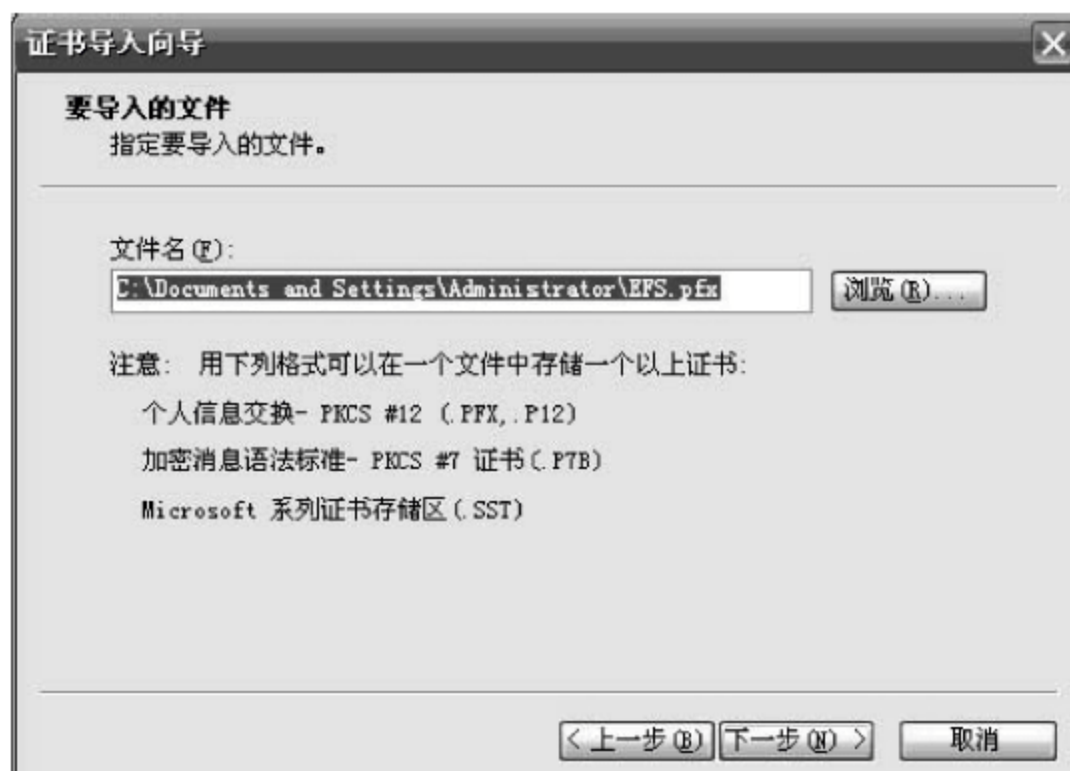 证书导入向导
要导入的文件
指定要导入的文件。
文件名(F):
C:\Documents and Settings\Administrator\EFS.pfx 浏览(R)...
注意: 用下列格式可以在一个文件中存储一个以上证书:
个人信息交换- PKCS #12 (.PFX,.P12)
加密消息语法标准- PKCS #7 证书(.P7B)
Microsoft 系列证书存储区(.SST)
< 上一步(B) 下一步(N) > 取消